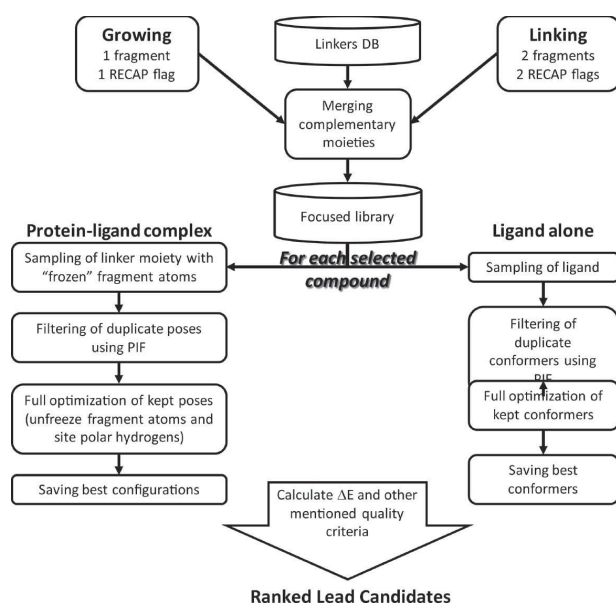 Growing
1 fragment
1 RECAP flag
Linkers DB
Linking
2 fragments
2 RECAP flags
Merging
complementary
moieties
Focused library
Protein-ligand complex
Ligand alone
For each selected
compound
Sampling of linker moiety with
"frozen" fragment atoms
Filtering of duplicate poses
using PIF
Full optimization of kept poses
(unfreeze fragment atoms and
site polar hydrogens)
Saving best configurations
Sampling of ligand
Filtering of
duplicate
conformers using
PIF
Full optimization of
kept conformers
Saving best
conformers
Calculate ΔE and other
mentioned quality
criteria
Ranked Lead Candidates